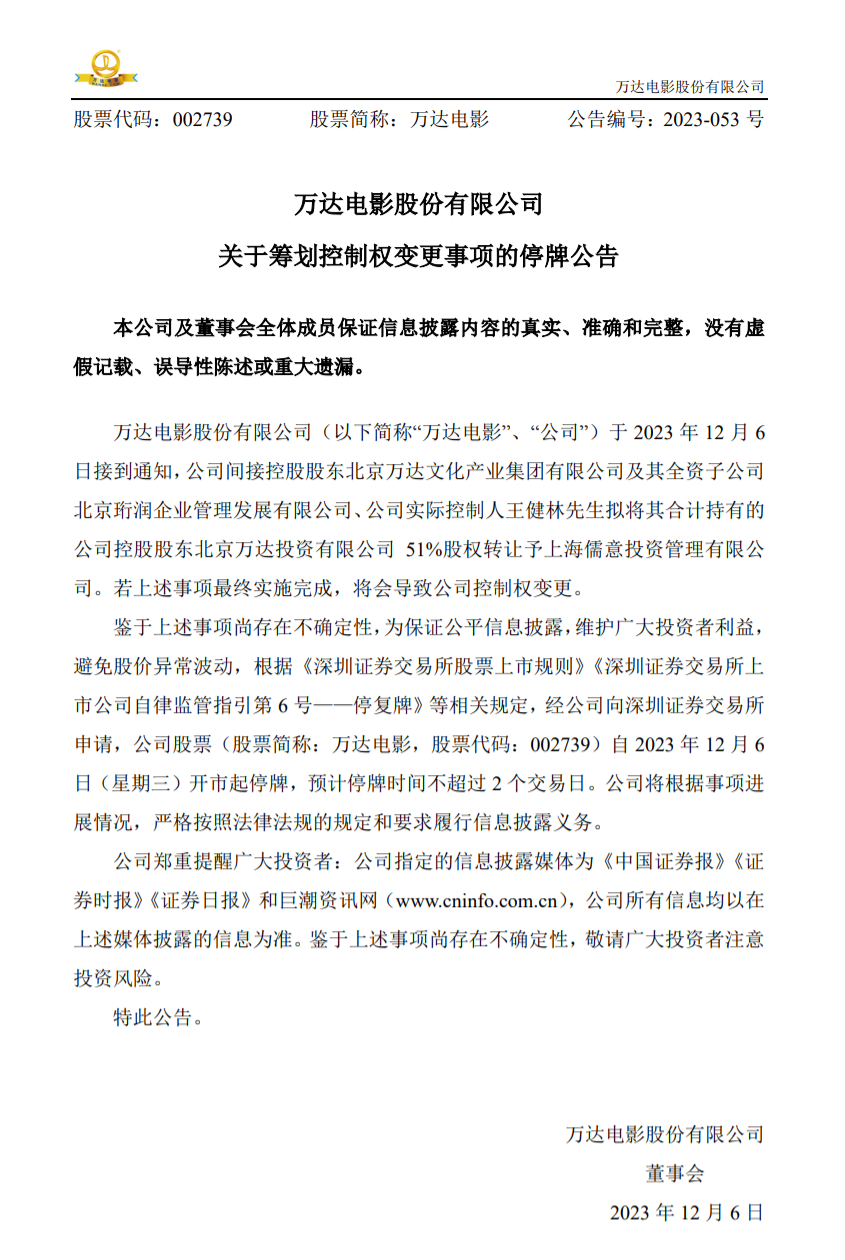 万达电影股份有限公司
股票代码：002739 股票简称：万达电影 公告编号：2023-053 号
万达电影股份有限公司
关于筹划控制权变更事项的停牌公告
本公司及董事会全体成员保证信息披露内容的真实、准确和完整，没有虚
假记载、误导性陈述或重大遗漏。
万达电影股份有限公司（以下简称“万达电影”、“公司”）于 2023 年 12 月 6
日接到通知，公司间接控股股东北京万达文化产业集团有限公司及其全资子公司
北京珩润企业管理发展有限公司、公司实际控制人王健林先生拟将其合计持有的
公司控股股东北京万达投资有限公司 51%股权转让予上海儒意投资管理有限公
司。若上述事项最终实施完成，将会导致公司控制权变更。
鉴于上述事项尚存在不确定性，为保证公平信息披露，维护广大投资者利益，
避免股价异常波动，根据《深圳证券交易所股票上市规则》《深圳证券交易所上
市公司自律监管指引第 6 号——停复牌》等相关规定，经公司向深圳证券交易所
申请，公司股票（股票简称：万达电影，股票代码：002739）自 2023 年 12 月 6
日（星期三）开市起停牌，预计停牌时间不超过 2 个交易日。公司将根据事项进
展情况，严格按照法律法规的规定和要求履行信息披露义务。
公司郑重提醒广大投资者：公司指定的信息披露媒体为《中国证券报》《证
券时报》《证券日报》和巨潮资讯网（www.cninfo.com.cn），公司所有信息均以在
上述媒体披露的信息为准。鉴于上述事项尚存在不确定性，敬请广大投资者注意
投资风险。
特此公告。
万达电影股份有限公司
董事会
2023 年 12 月 6 日